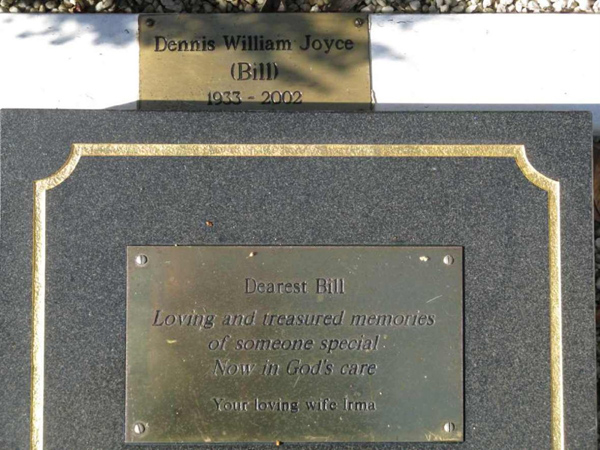 Dennis William Joyce
(Bill)
1933 - 2002
Dearest Bill
Loving and treasured memories
of someone special
Now in God's care
Your loving wife Irma